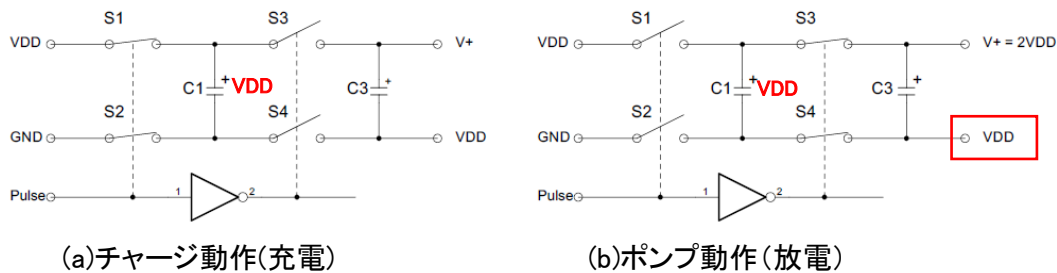 S1
S3
VDD
V+
C1
+
VDD
C3
+
S2
S4
GND
VDD
Pulse
1
2
(a)チャージ動作(充電)
S1
S3
VDD
V+ = 2VDD
C1
+
VDD
C3
+
S2
S4
GND
VDD
Pulse
1
2
(b)ポンプ動作(放電)